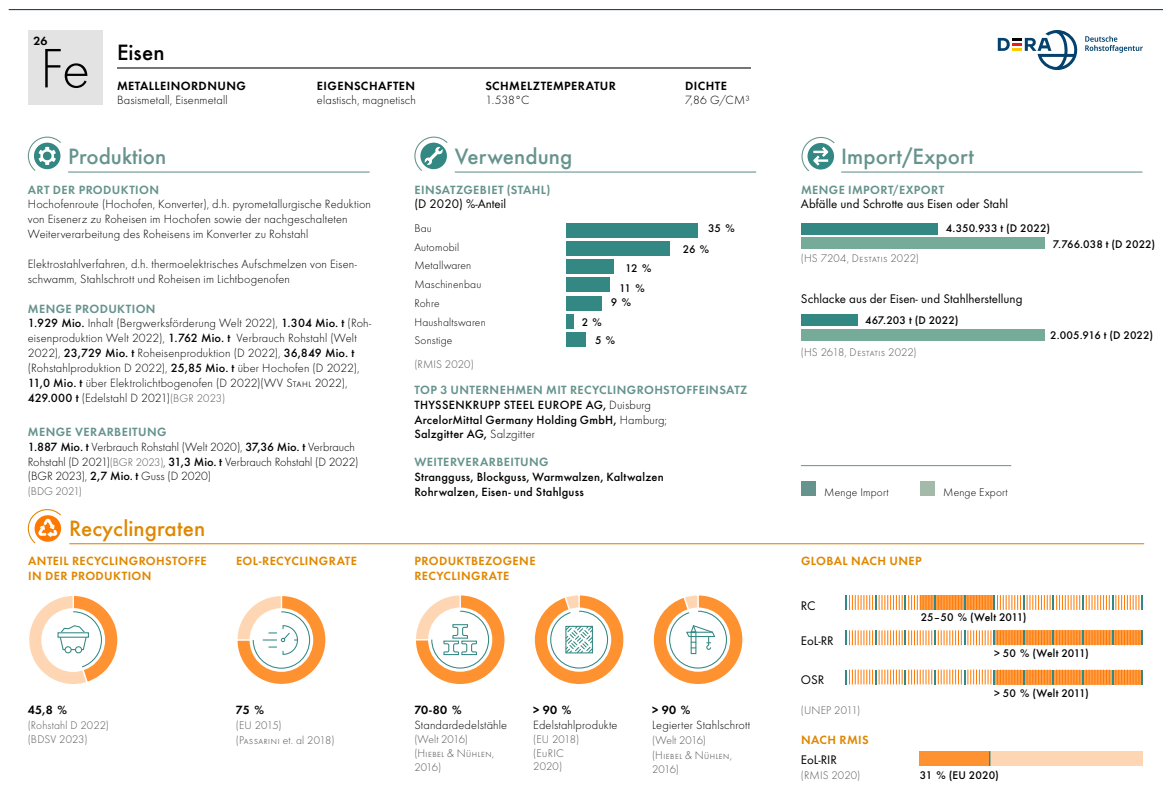 26
Fe
Eisen
METALLEINORDNUNG
Basismetall, Eisenmetall
EIGENSCHAFTEN
elastisch, magnetisch
SCHMELZTEMPERATUR
1.538°C
DICHTE
7,86 G/CM³
DERA
Deutsche
Rohstoffagentur
Produktion
ART DER PRODUKTION
Hochofenroute (Hochofen, Konverter), d.h. pyrometallurgische Reduktion
von Eisenerz zu Roheisen im Hochofen sowie der nachgeschalteten
Weiterverarbeitung des Roheisens im Konverter zu Rohstahl
Elektrostahlverfahren, d.h. thermoelektrisches Aufschmelzen von Eisen-
schwamm, Stahlschrott und Roheisen im Lichtbogenofen
MENGE PRODUKTION
1.929 Mio. Inhalt (Bergwerksförderung Welt 2022), 1.304 Mio. t (Roh-
eisenproduktion Welt 2022), 1.762 Mio. t Verbrauch Rohstahl (Welt
2022), 23,729 Mio. t Roheisenproduktion (D 2022), 36,849 Mio. t
(Rohstahlproduktion D 2022), 25,85 Mio. t über Hochofen (D 2022),
11,0 Mio. t über Elektrolichtbogenofen (D 2022)(WV STAHL 2022),
429.000 t (Edelstahl D 2021)(BGR 2023)
MENGE VERARBEITUNG
1.887 Mio. t Verbrauch Rohstahl (Welt 2020), 37,36 Mio. t Verbrauch
Rohstahl (D 2021)(BGR 2023), 31,3 Mio. t Verbrauch Rohstahl (D 2022)
(BGR 2023), 2,7 Mio. t Guss (D 2020)
(BDG 2021)
Verwendung
EINSATZGEBIET (STAHL)
(D 2020) %-Anteil
Bau 35 %
Automobil 26 %
Metallwaren 12 %
Maschinenbau 11 %
Rohre 9 %
Haushaltswaren 2 %
Sonstige 5 %
(RMIS 2020)
TOP 3 UNTERNEHMEN MIT RECYCLINGROHSTOFFEINSATZ
THYSSENKRUPP STEEL EUROPE AG, Duisburg
ArcelorMittal Germany Holding GmbH, Hamburg;
Salzgitter AG, Salzgitter
WEITERVERARBEITUNG
Strangguss, Blockguss, Warmwalzen, Kaltwalzen
Rohrwalzen, Eisen- und Stahlguss
Import/Export
MENGE IMPORT/EXPORT
Abfälle und Schrotte aus Eisen oder Stahl
4.350.933 t (D 2022)
7.766.038 t (D 2022)
(HS 7204, DESTATIS 2022)
Schlacke aus der Eisen- und Stahlherstellung
467.203 t (D 2022)
2.005.916 t (D 2022)
(HS 2618, DESTATIS 2022)
Menge Import
Menge Export
Recyclingraten
ANTEIL RECYCLINGROHSTOFFE
IN DER PRODUKTION
45,8 %
(Rohstahl D 2022)
(BDSV 2023)
EOL-RECYCLINGRATE
75 %
(EU 2015)
(PASSARINI et. al 2018)
PRODUKTBEZOGENE
RECYCLINGRATE
70-80 %
Standardedelstähle
(Welt 2016)
(HIEBEL & NÜHLEN,
2016)
> 90 %
Edelstahlprodukte
(EU 2018)
(EuRIC
2020)
> 90 %
Legierter Stahlschrott
(Welt 2016)
(HIEBEL & NÜHLEN,
2016)
GLOBAL NACH UNEP
RC
25–50 % (Welt 2011)
EoL-RR
> 50 % (Welt 2011)
OSR
> 50 % (Welt 2011)
(UNEP 2011)
NACH RMIS
EoL-RIR
(RMIS 2020)
31 % (EU 2020)